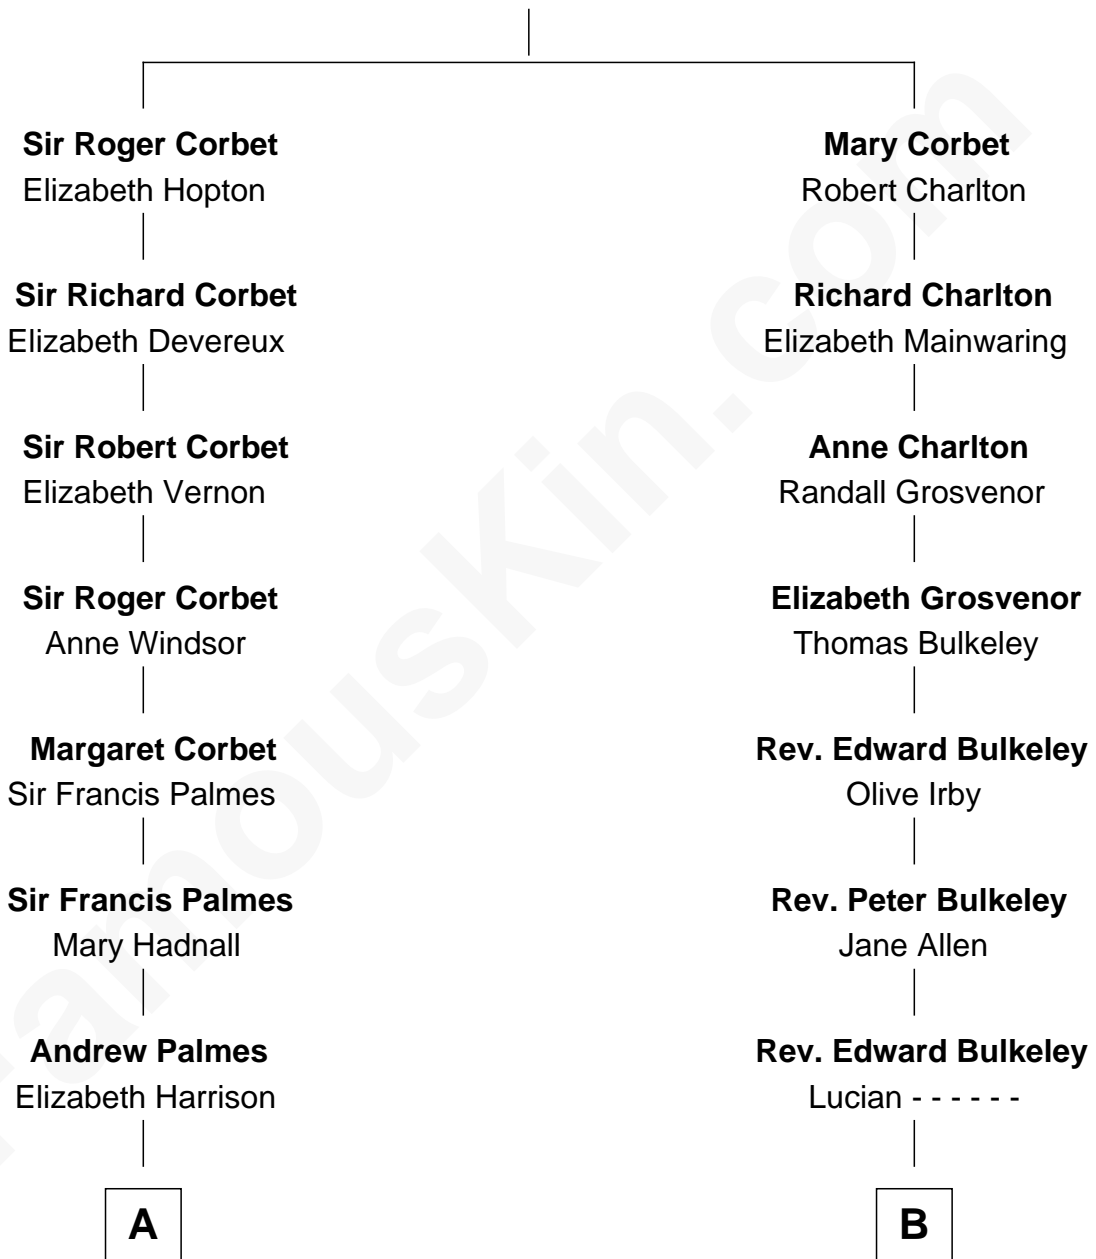 Sir Roger Corbet
Elizabeth Hopton
Sir Richard Corbet
Elizabeth Devereux
Sir Robert Corbet
Elizabeth Vernon
Sir Roger Corbet
Anne Windsor
Margaret Corbet
Sir Francis Palmes
Sir Francis Palmes
Mary Hadnall
Andrew Palmes
Elizabeth Harrison
A
Mary Corbet
Robert Charlton
Richard Charlton
Elizabeth Mainwaring
Anne Charlton
Randall Grosvenor
Elizabeth Grosvenor
Thomas Bulkeley
Rev. Edward Bulkeley
Olive Irby
Rev. Peter Bulkeley
Jane Allen
Rev. Edward Bulkeley
Lucian - - - - - -
B
FamousKin.com